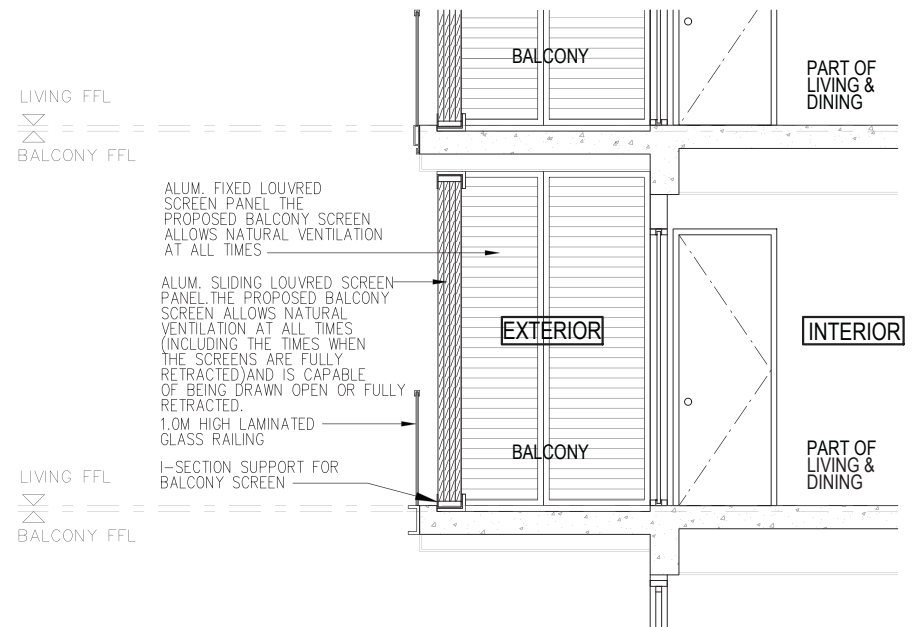 BALCONY
PART OF
LIVING &
DINING
LIVING FFL
BALCONY FFL
ALUM. FIXED LOUVRED
SCREEN PANEL THE
PROPOSED BALCONY SCREEN
ALLOWS NATURAL VENTILATION
AT ALL TIMES
ALUM. SLIDING LOUVRED SCREEN
PANEL.THE PROPOSED BALCONY
SCREEN ALLOWS NATURAL
VENTILATION AT ALL TIMES
(INCLUDING THE TIMES WHEN
THE SCREENS ARE FULLY
RETRACTED)AND IS CAPABLE
OF BEING DRAWN OPEN OR FULLY
RETRACTED.
EXTERIOR
INTERIOR
1.0M HIGH LAMINATED
GLASS RAILING
I-SECTION SUPPORT FOR
BALCONY SCREEN
BALCONY
PART OF
LIVING &
DINING
LIVING FFL
BALCONY FFL